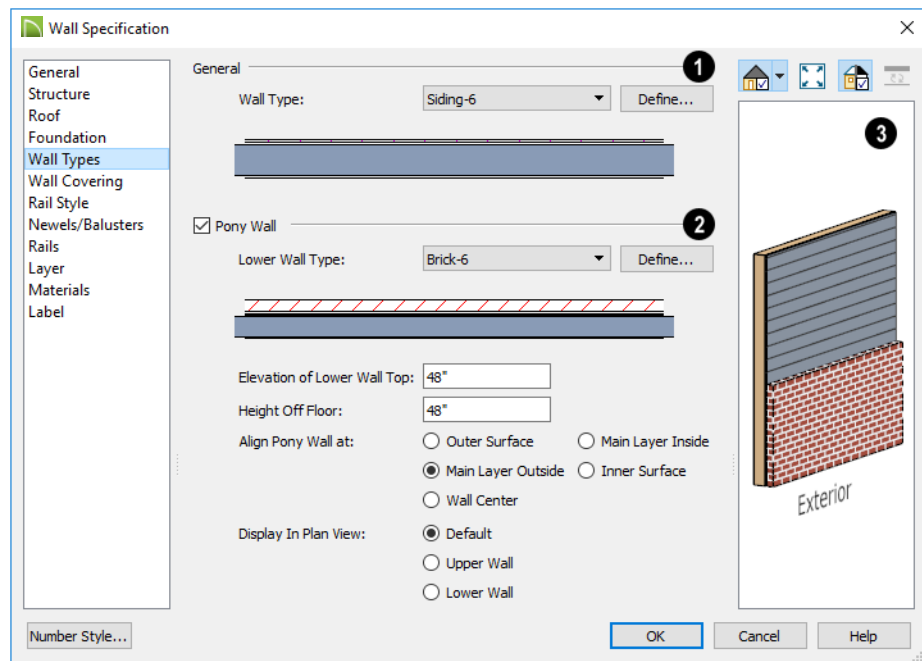 Wall Specification
General
Structure
Roof
Foundation
Wall Types
Wall Covering
Rail Style
Newels/Balusters
Rails
Layer
Materials
Label
General
1
Wall Type:
Siding-6
Define...
Pony Wall
2
Lower Wall Type:
Brick-6
Define...
Elevation of Lower Wall Top:
48"
Height Off Floor:
48"
Align Pony Wall at:
Outer Surface
Main Layer Inside
Main Layer Outside
Inner Surface
Wall Center
Display In Plan View:
Default
Upper Wall
Lower Wall
3
Exterior
Number Style...
OK
Cancel
Help